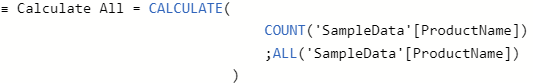 ≡ Calculate All = CALCULATE(
COUNT('SampleData'[ProductName])
;ALL('SampleData'[ProductName])
)